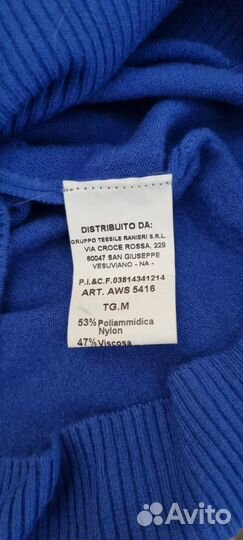 DISTRIBUITO DA:
GRUPPO TESSILE RANIERI S.R.L.
VIA CROCE ROSSA, 229
80047 SAN GIUSEPPE
VESUVIANO - NA -
P.I.&C.F.03814341214
ART. AWS 5416
TG.M
53% Poliammidica
Nylon
47% Viscosa
Avito